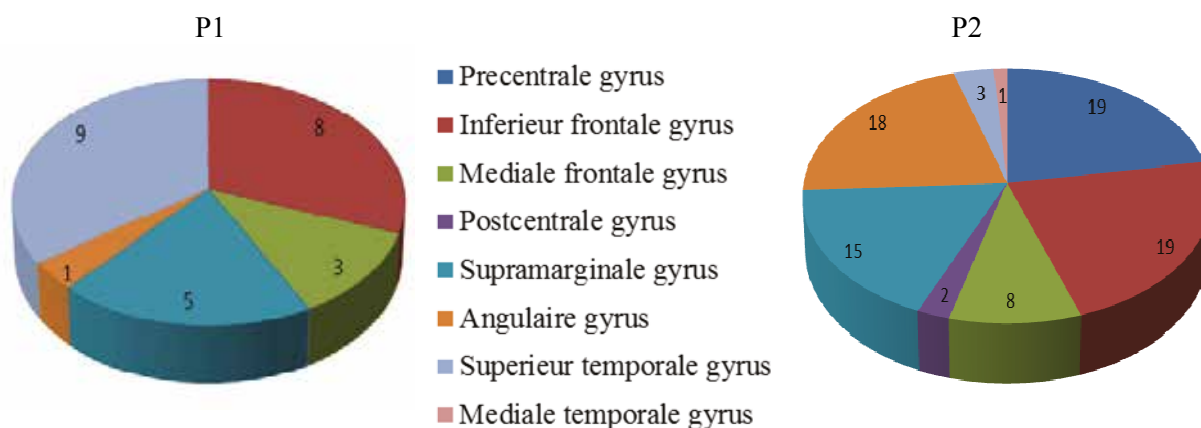 P1
9
8
3
5
1
Precentrale gyrus
Inferieur frontale gyrus
Mediale frontale gyrus
Postcentrale gyrus
Supramarginale gyrus
Angulaire gyrus
Superieur temporale gyrus
Mediale temporale gyrus
P2
3
1
19
18
19
15
2
8